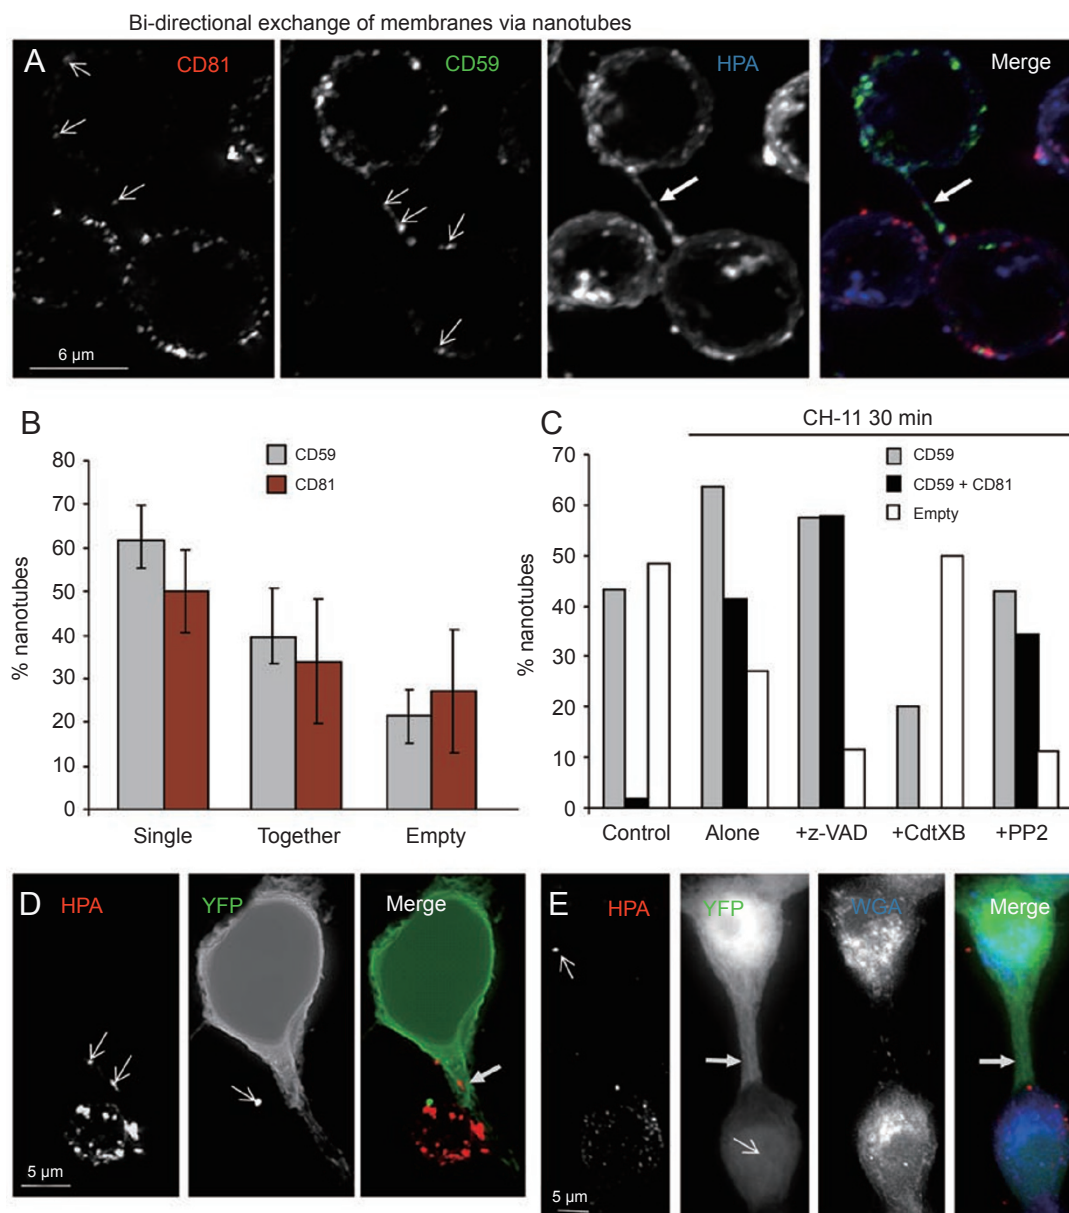 Bi-directional exchange of membranes via nanotubes
A CD81 CD59 HPA Merge
6 µm
B
CD59
CD81
% nanotubes
80
70
60
50
40
30
20
10
0
Single Together Empty
C
CH-11 30 min
CD59
CD59 + CD81
Empty
% nanotubes
70
60
50
40
30
20
10
0
Control Alone +z-VAD +CdtXB +PP2
D HPA YFP Merge
5 µm
E HPA YFP WGA Merge
5 µm